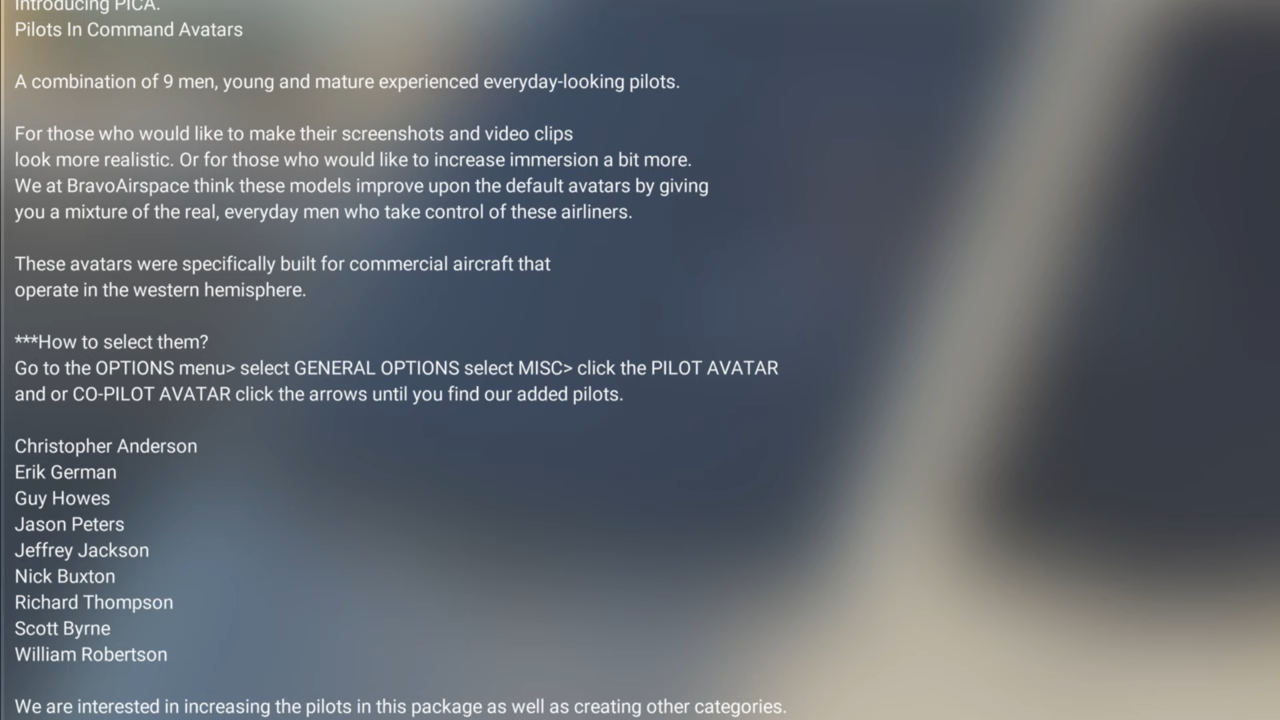 Introducing PICA.
Pilots In Command Avatars
A combination of 9 men, young and mature experienced everyday-looking pilots.
For those who would like to make their screenshots and video clips
look more realistic. Or for those who would like to increase immersion a bit more.
We at BravoAirspace think these models improve upon the default avatars by giving
you a mixture of the real, everyday men who take control of these airliners.
These avatars were specifically built for commercial aircraft that
operate in the western hemisphere.
***How to select them?
Go to the OPTIONS menu> select GENERAL OPTIONS select MISC> click the PILOT AVATAR
and or CO-PILOT AVATAR click the arrows until you find our added pilots.
Christopher Anderson
Erik German
Guy Howes
Jason Peters
Jeffrey Jackson
Nick Buxton
Richard Thompson
Scott Byrne
William Robertson
We are interested in increasing the pilots in this package as well as creating other categories.